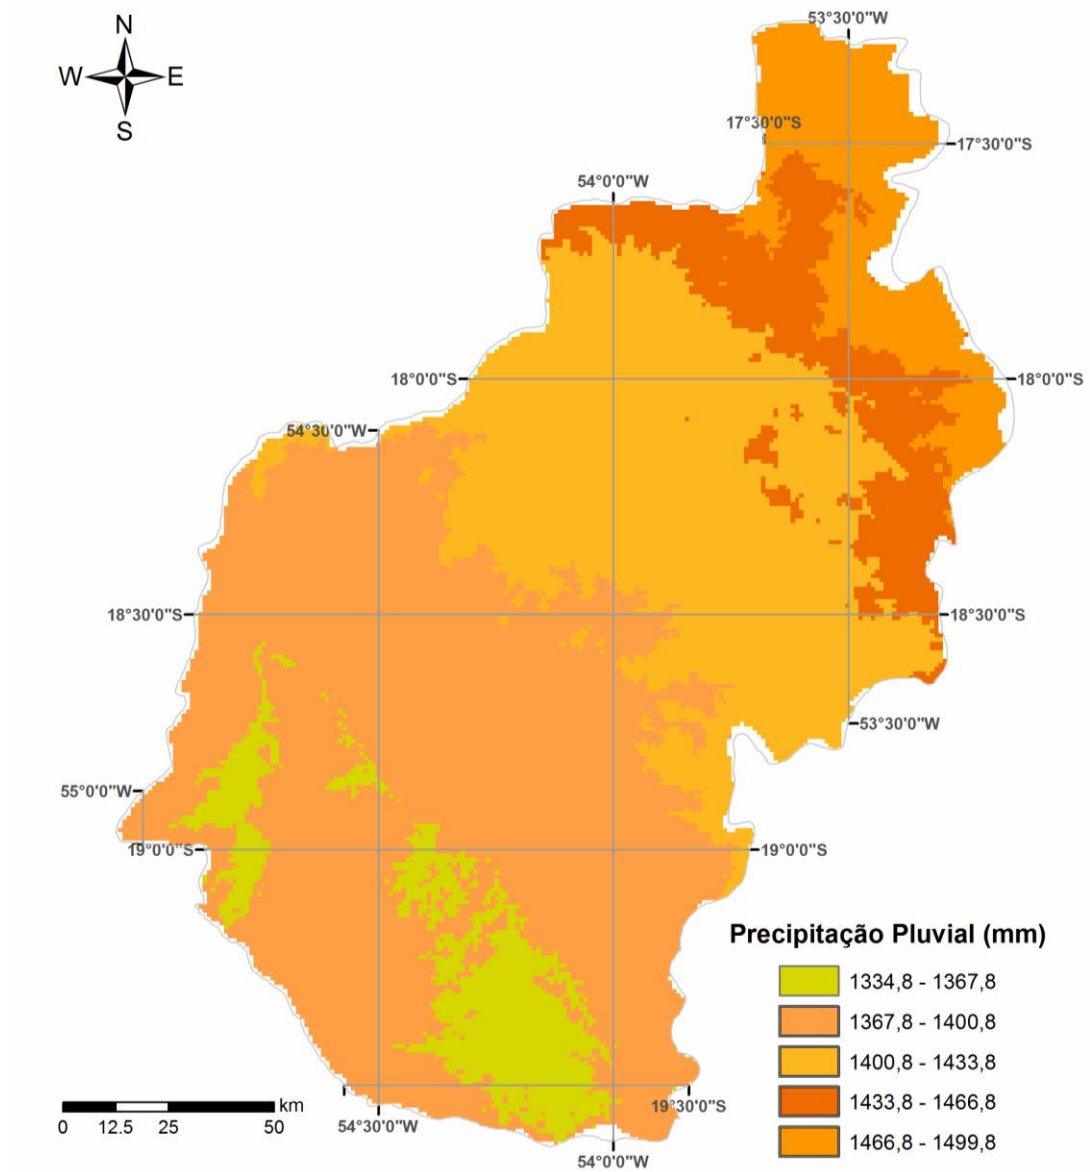 N
W E
S
53°30'0"W
17°30'0"S
17°30'0"S
54°0'0"W
18°0'0"S
18°0'0"S
54°30'0"W
18°30'0"S
18°30'0"S
53°30'0"W
55°0'0"W
19°0'0"S
19°0'0"S
Precipitação Pluvial (mm)
1334,8 - 1367,8
1367,8 - 1400,8
1400,8 - 1433,8
1433,8 - 1466,8
1466,8 - 1499,8
km
0 12.5 25 50
19°30'0"S
54°30'0"W
54°0'0"W